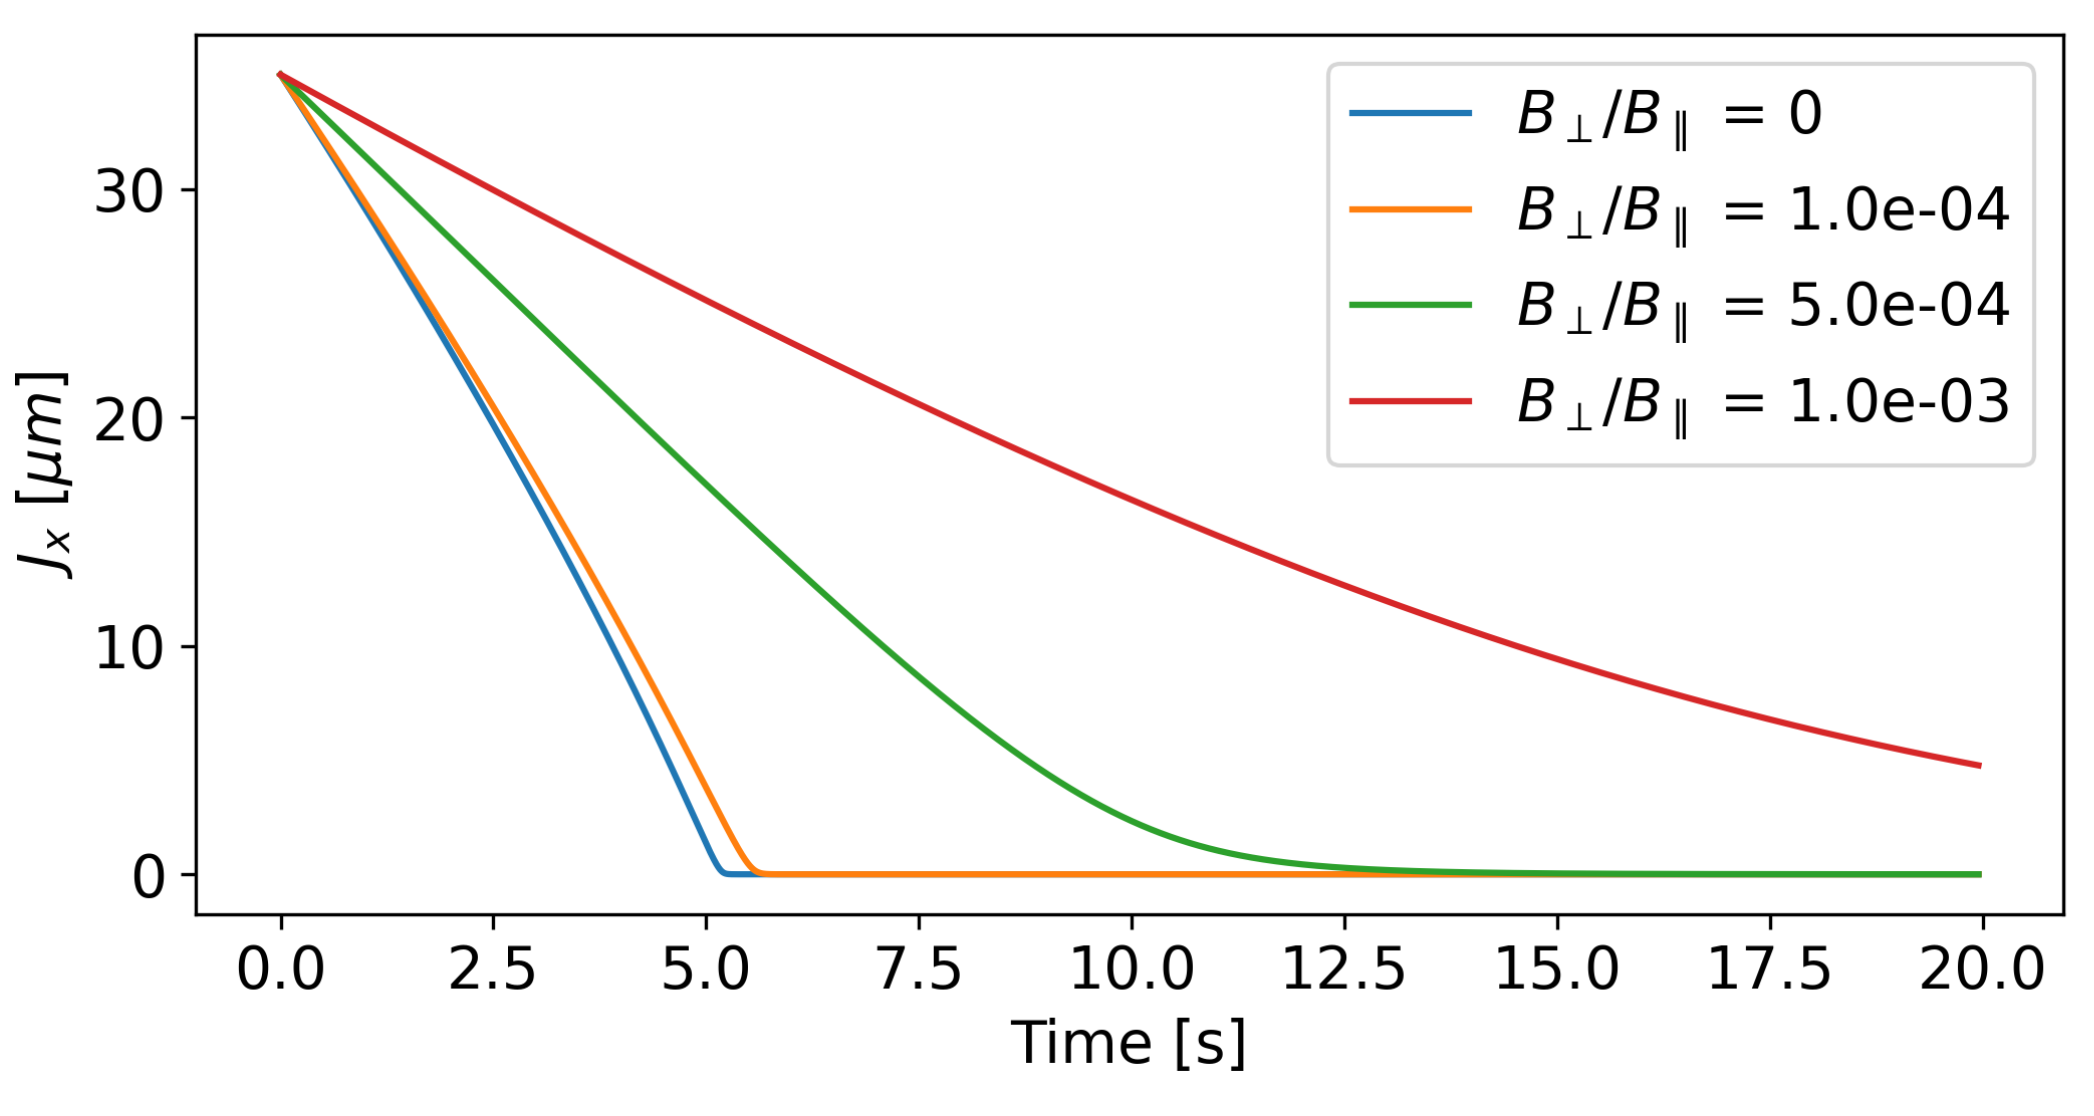 B⊥/B∥ = 0
B⊥/B∥ = 1.0e-04
B⊥/B∥ = 5.0e-04
B⊥/B∥ = 1.0e-03
30
20
10
0
Jx [μm]
0.0 2.5 5.0 7.5 10.0 12.5 15.0 17.5 20.0
Time [s]